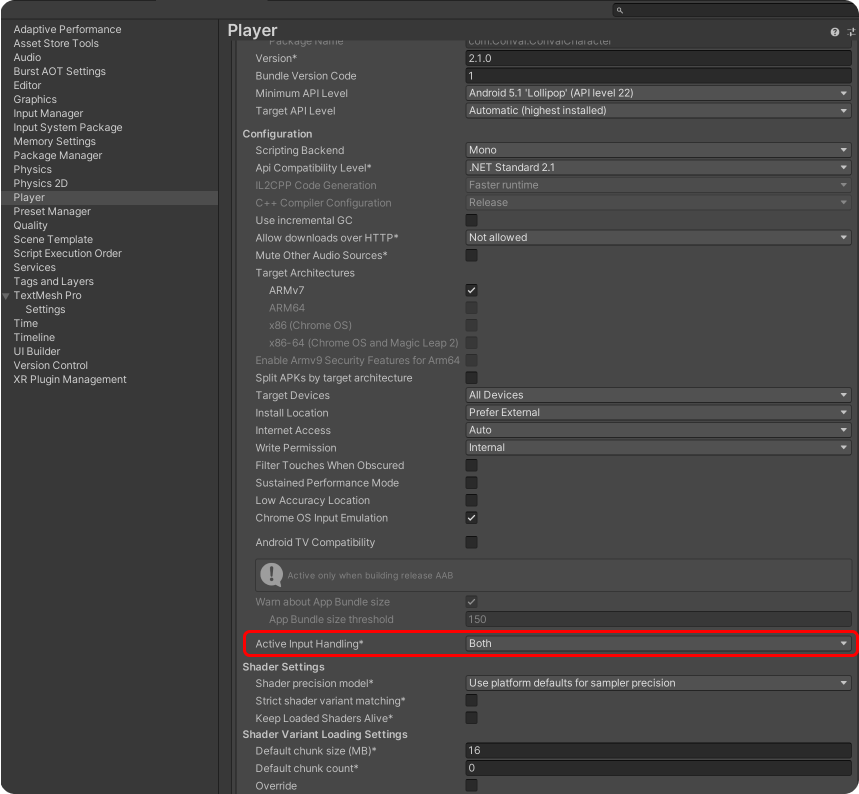 Adaptive Performance
Asset Store Tools
Audio
Burst AOT Settings
Editor
Graphics
Input Manager
Input System Package
Memory Settings
Package Manager
Physics
Physics 2D
Player
Preset Manager
Quality
Scene Template
Script Execution Order
Services
Tags and Layers
TextMesh Pro
Settings
Time
Timeline
UI Builder
Version Control
XR Plugin Management
Player
Package Name com.Convai.ConvaiCharacter
Version* 2.1.0
Bundle Version Code 1
Minimum API Level Android 5.1 'Lollipop' (API level 22)
Target API Level Automatic (highest installed)
Configuration
Scripting Backend Mono
Api Compatibility Level* .NET Standard 2.1
IL2CPP Code Generation Faster runtime
C++ Compiler Configuration Release
Use incremental GC
Allow downloads over HTTP* Not allowed
Mute Other Audio Sources*
Target Architectures
ARMv7
ARM64
x86 (Chrome OS)
x86-64 (Chrome OS and Magic Leap 2)
Enable Armv9 Security Features for Arm64
Split APKs by target architecture
Target Devices All Devices
Install Location Prefer External
Internet Access Auto
Write Permission Internal
Filter Touches When Obscured
Sustained Performance Mode
Low Accuracy Location
Chrome OS Input Emulation
Android TV Compatibility
Active only when building release AAB
Warn about App Bundle size
App Bundle size threshold 150
Active Input Handling* Both
Shader Settings
Shader precision model* Use platform defaults for sampler precision
Strict shader variant matching*
Keep Loaded Shaders Alive*
Shader Variant Loading Settings
Default chunk size (MB)* 16
Default chunk count* 0
Override